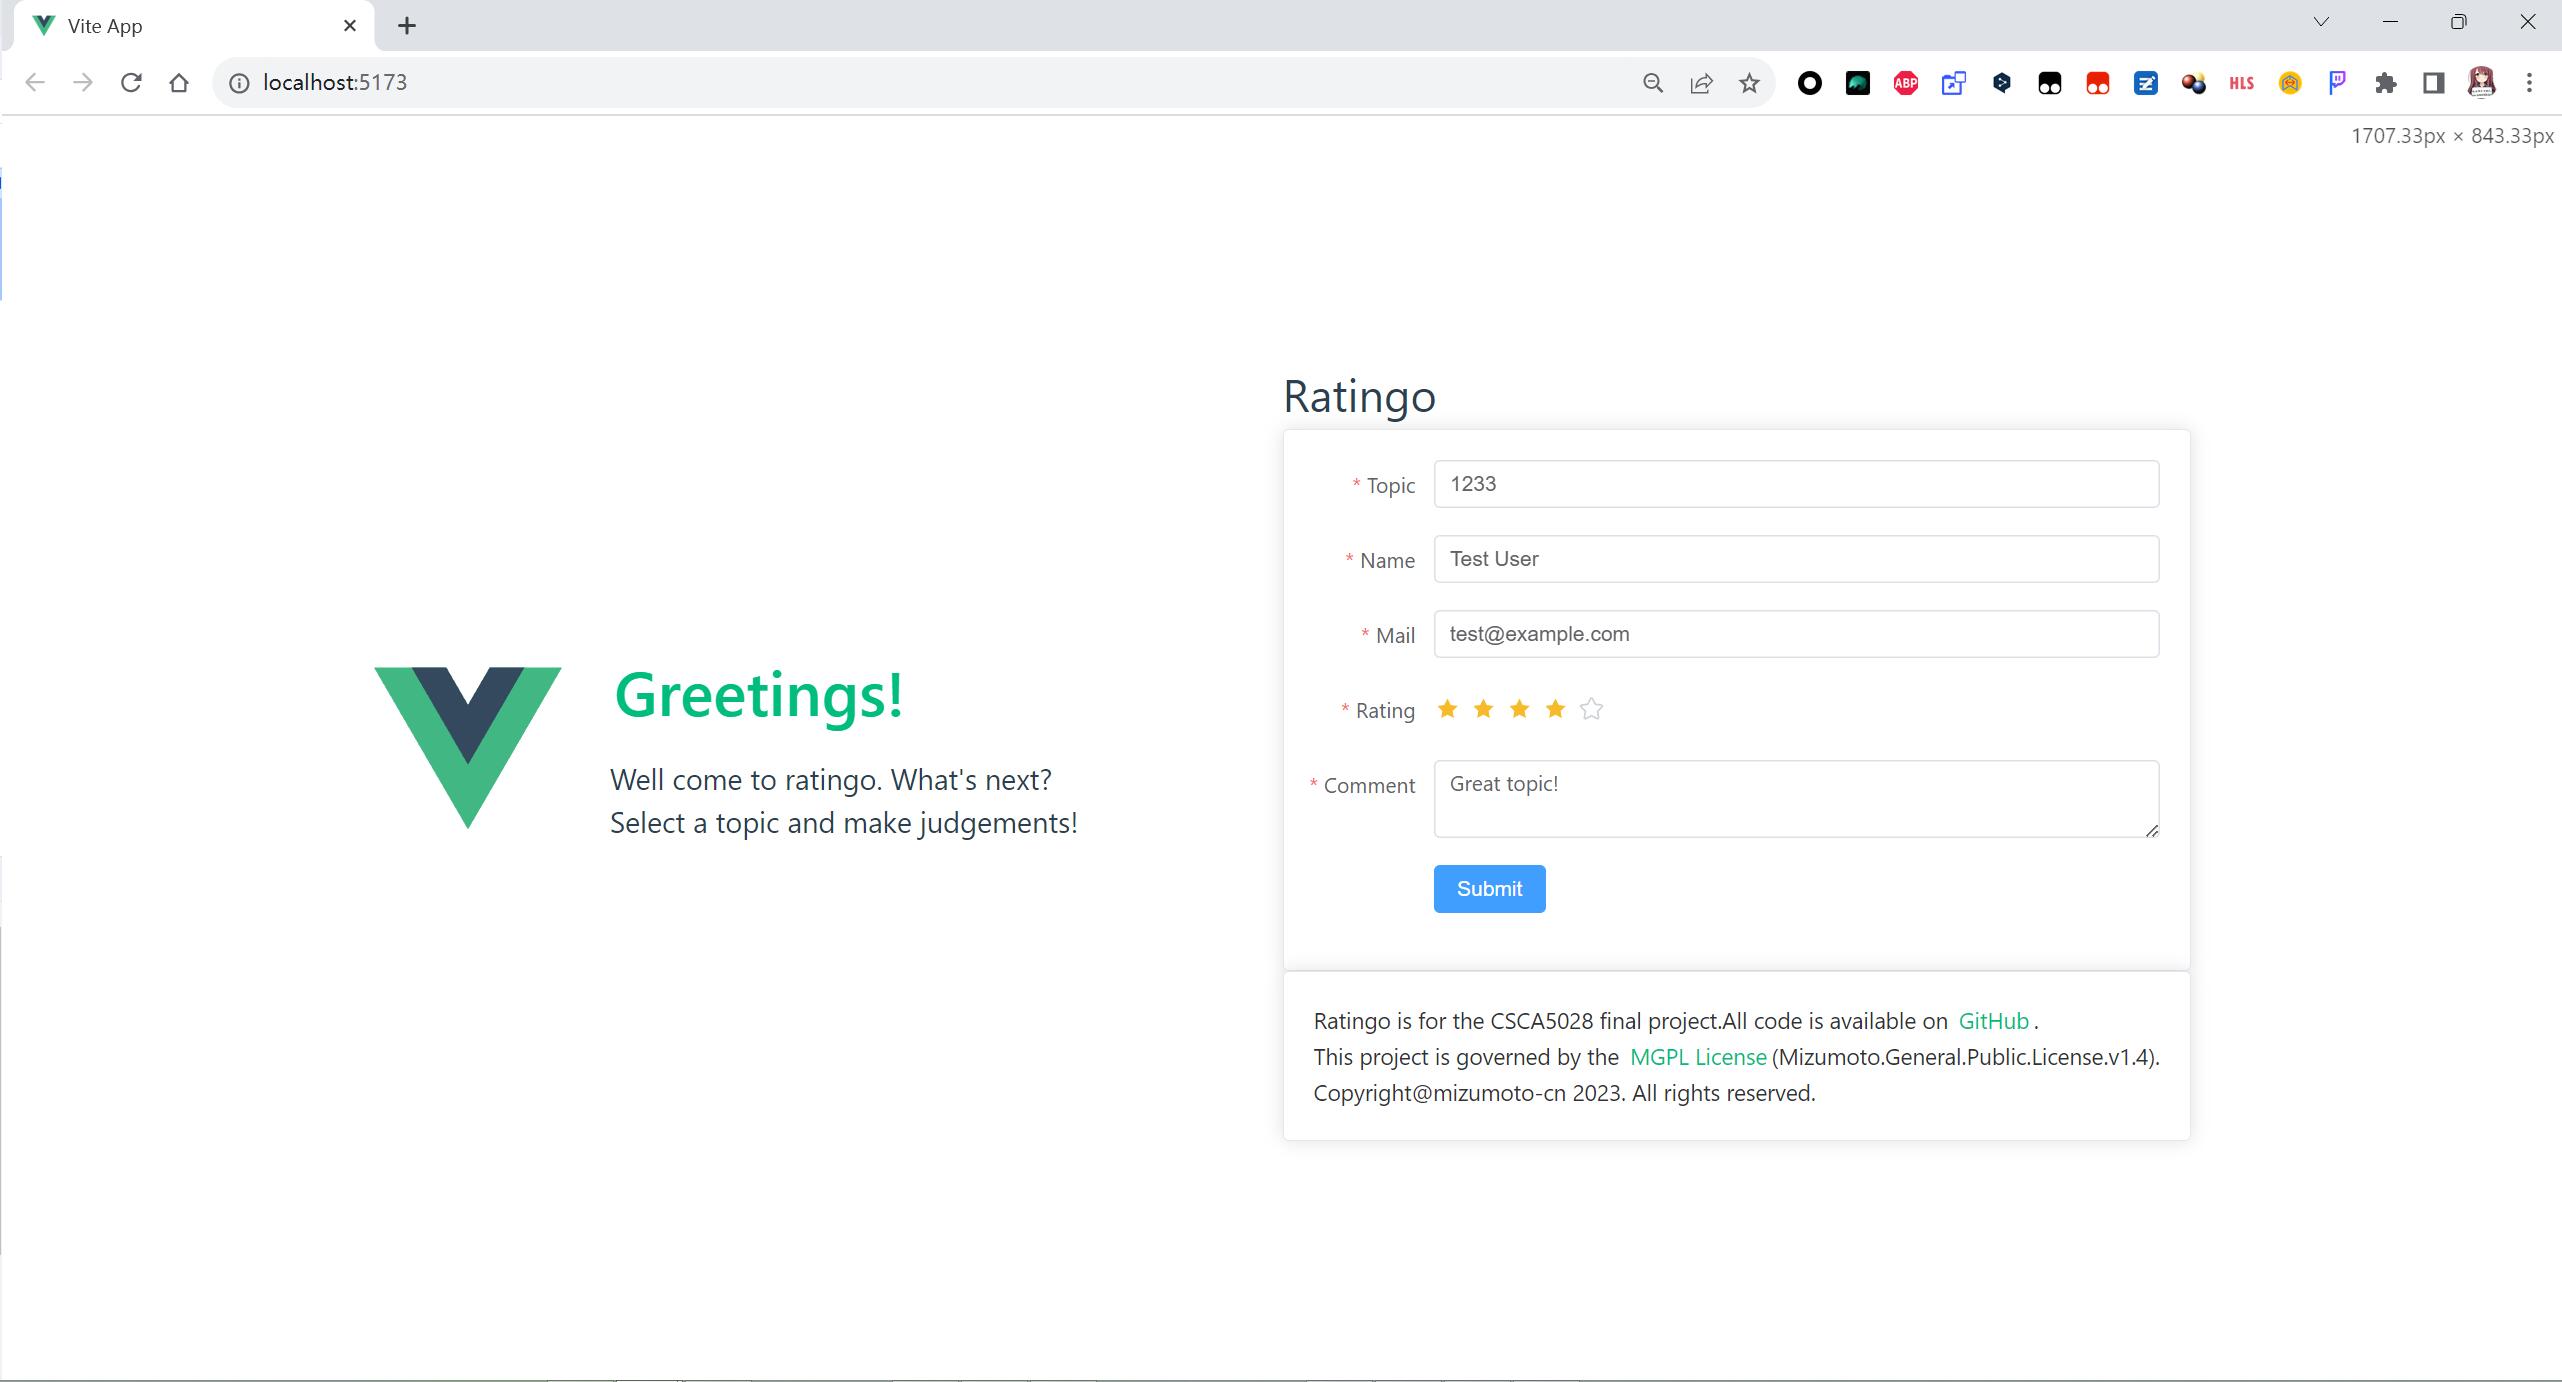 Vite App
localhost:5173
ABP
HLS
1707.33px × 843.33px
Ratingo
* Topic 1233
* Name Test User
* Mail test@example.com
* Rating
* Comment Great topic!
Submit
Greetings!
Well come to ratingo. What's next?
Select a topic and make judgements!
Ratingo is for the CSCA5028 final project.All code is available on GitHub .
This project is governed by the MGPL License (Mizumoto.General.Public.License.v1.4).
Copyright@mizumoto-cn 2023. All rights reserved.